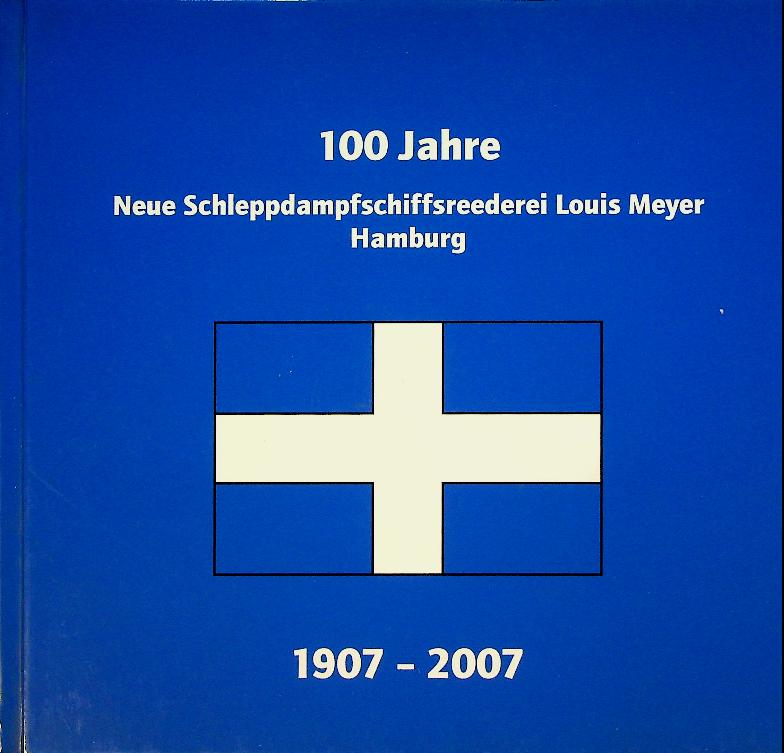 100 Jahre
Neue Schleppdampfschiffsreederei Louis Meyer
Hamburg
1907 – 2007